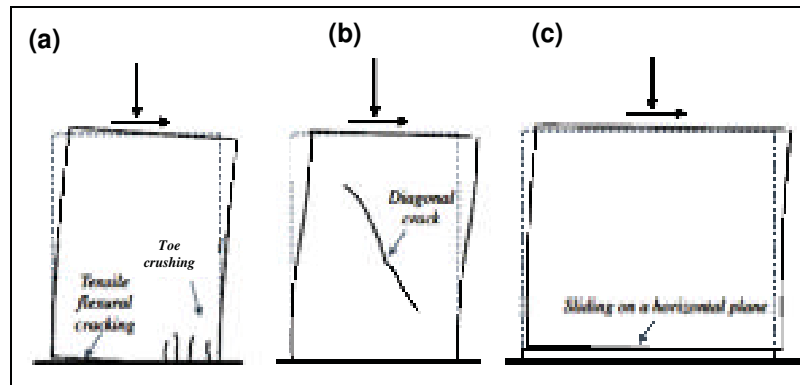 (a)
(b)
(c)
Toe
crushing
Tensile
flexural
cracking
Diagonal
crack
Sliding on a horizontal plane